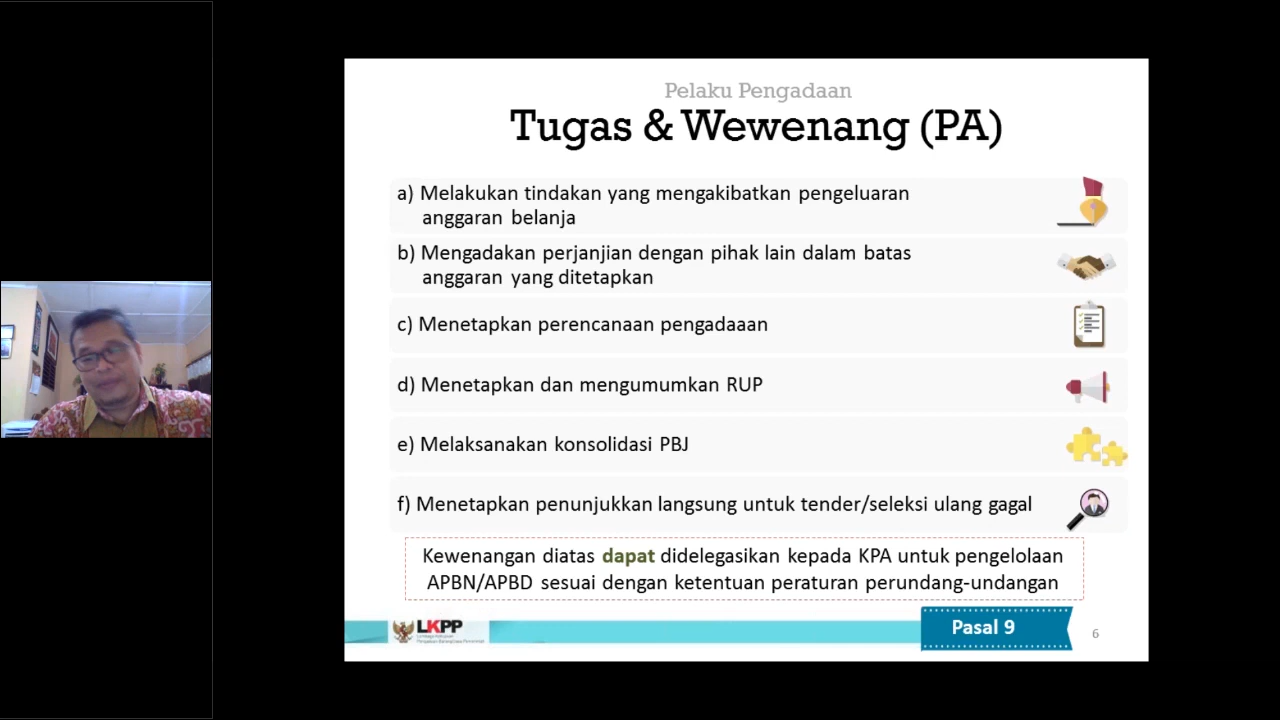 Pelaku Pengadaan
Tugas & Wewenang (PA)
a) Melakukan tindakan yang mengakibatkan pengeluaran
anggaran belanja
b) Mengadakan perjanjian dengan pihak lain dalam batas
anggaran yang ditetapkan
c) Menetapkan perencanaan pengadaaan
d) Menetapkan dan mengumumkan RUP
e) Melaksanakan konsolidasi PBJ
f) Menetapkan penunjukkan langsung untuk tender/seleksi ulang gagal
Kewenangan diatas dapat didelegasikan kepada KPA untuk pengelolaan
APBN/APBD sesuai dengan ketentuan peraturan perundang-undangan
LKPP
Pasal 9
6